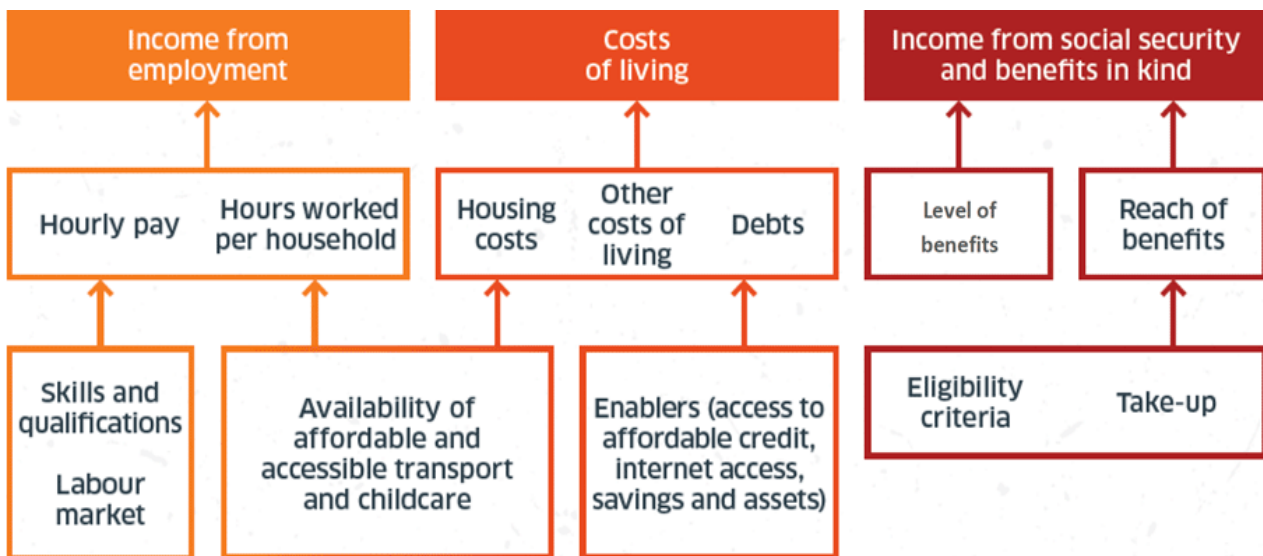 Income from
employment
Costs
of living
Income from social security
and benefits in kind
Hourly pay
Hours worked
per household
Housing
costs
Other
costs of
living
Debts
Level of
benefits
Reach of
benefits
Skills and
qualifications
Labour
market
Availability of
affordable and
accessible transport
and childcare
Enablers (access to
affordable credit,
internet access,
savings and assets)
Eligibility
criteria
Take-up